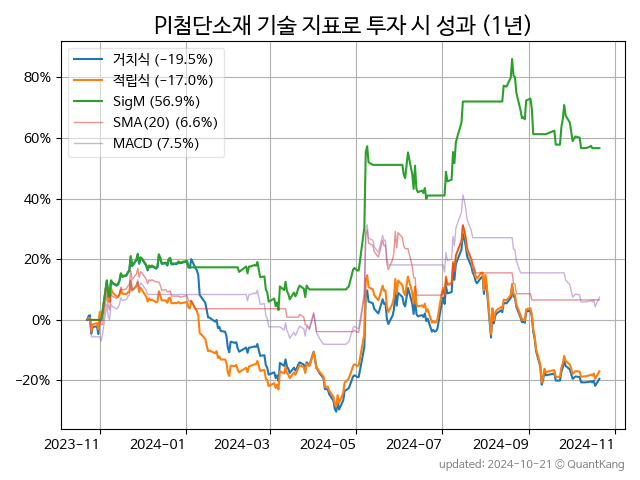 PI첨단소재 기술 지표로 투자 시 성과 (1년)
거치식 (−19.5%)
적립식 (−17.0%)
SigM (56.9%)
SMA(20) (6.6%)
MACD (7.5%)
80%
60%
40%
20%
0%
−20%
2023-11 2024-01 2024-03 2024-05 2024-07 2024-09 2024-11
updated: 2024-10-21 © QuantKang